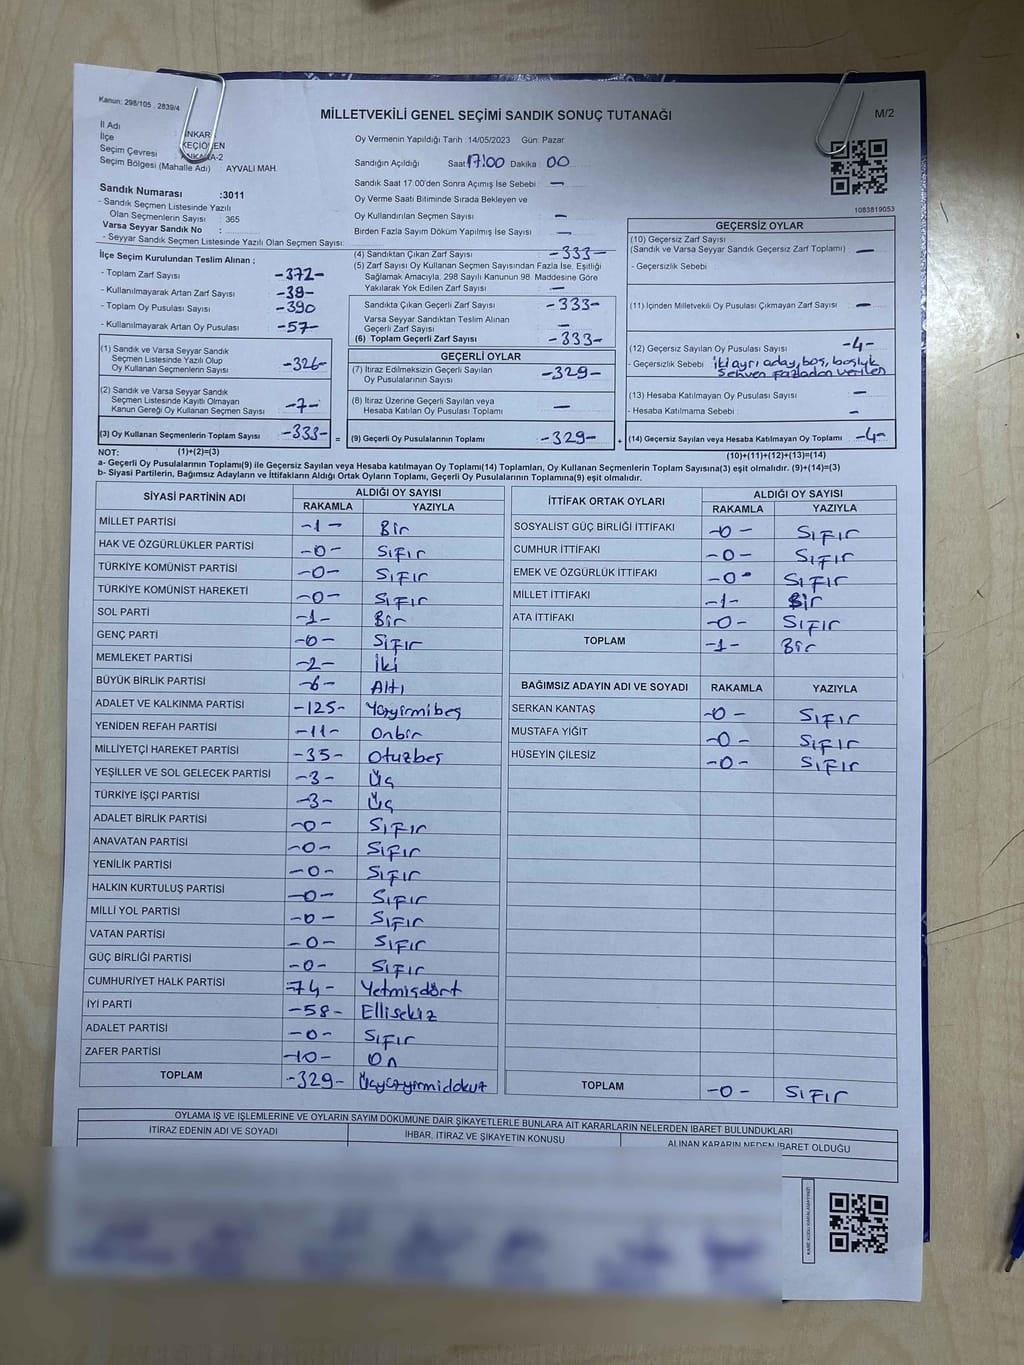 Kanun: 298/105 . 2839/4
MİLLETVEKİLİ GENEL SEÇİMİ SANDIK SONUÇ TUTANAĞI
M/2
İl Adı : ANKARA
İlçe : KEÇİÖREN
Seçim Çevresi : ANKARA-2
Seçim Bölgesi (Mahalle Adı) : AYVALI MAH.
Sandık Numarası :3011
- Sandık Seçmen Listesinde Yazılı
Olan Seçmenlerin Sayısı : 365
Varsa Seyyar Sandık No :
- Seyyar Sandık Seçmen Listesinde Yazılı Olan Seçmen Sayısı:
Oy Vermenin Yapıldığı Tarih : 14/05/2023 Gün: Pazar
Sandığın Açıldığı Saat: 17:00 Dakika : 00
Sandık Saat 17.00'den Sonra Açımış İse Sebebi : —
Oy Verme Saati Bitiminde Sırada Bekleyen ve
Oy Kullandırılan Seçmen Sayısı : —
Birden Fazla Sayım Döküm Yapılmış İse Sayısı : —
1083819053
İlçe Seçim Kurulundan Teslim Alınan :
- Toplam Zarf Sayısı : -372-
- Kullanılmayarak Artan Zarf Sayısı : -39-
- Toplam Oy Pusulası Sayısı : -390
- Kullanılmayarak Artan Oy Pusulası : -57-
(1) Sandık ve Varsa Seyyar Sandık
Seçmen Listesinde Yazılı Olup
Oy Kullanan Seçmenlerin Sayısı : -326-
(2) Sandık ve Varsa Seyyar Sandık
Seçmen Listesinde Kayıtlı Olmayan
Kanun Gereği Oy Kullanan Seçmen Sayısı : -7-
(3) Oy Kullanan Seçmenlerin Toplam Sayısı : -333- =
(4) Sandıktan Çıkan Zarf Sayısı : -333-
(5) Zarf Sayısı Oy Kullanan Seçmen Sayısından Fazla İse, Eşitliği
Sağlamak Amacıyla, 298 Sayılı Kanunun 98. Maddesine Göre
Yakılarak Yok Edilen Zarf Sayısı : —
Sandıkta Çıkan Geçerli Zarf Sayısı : -333-
Varsa Seyyar Sandıktan Teslim Alınan
Geçerli Zarf Sayısı : —
(6) Toplam Geçerli Zarf Sayısı : -333-
GEÇERLİ OYLAR
(7) İtiraz Edilmeksizin Geçerli Sayılan
Oy Pusulalarının Sayısı : -329-
(8) İtiraz Üzerine Geçerli Sayılan veya
Hesaba Katılan Oy Pusulası Toplamı : —
(9) Geçerli Oy Pusulalarının Toplamı : -329- +
GEÇERSİZ OYLAR
(10) Geçersiz Zarf Sayısı
(Sandık ve Varsa Seyyar Sandık Geçersiz Zarf Toplamı) : —
- Geçersizlik Sebebi :
(11) İçinden Milletvekili Oy Pusulası Çıkmayan Zarf Sayısı : —
(12) Geçersiz Sayılan Oy Pusulası Sayısı : -4-
- Geçersizlik Sebebi : İki ayrı aday, boş, boşluk
Sehven fazladan verilen
(13) Hesaba Katılmayan Oy Pusulası Sayısı : —
- Hesaba Katılmama Sebebi : —
(14) Geçersiz Sayılan veya Hesaba Katılmayan Oy Toplamı : -4-
NOT: (1)+(2)=(3)
(10)+(11)+(12)+(13)=(14)
a- Geçerli Oy Pusulaları Toplamı(9) ile Geçersiz Sayılan veya Hesaba katılmayan Oy Toplamı(14) Toplamları, Oy Kullanan Seçmenlerin Toplam Sayısına(3) eşit olmalıdır. (9)+(14)=(3)
b- Siyasi Partilerin, Bağımsız Adayların ve İttifakların Aldığı Ortak Oyların Toplamı, Geçerli Oy Pusulalarının Toplamına(9) eşit olmalıdır.
SİYASİ PARTİNİN ADI ALDIĞI OY SAYISI
RAKAMLA YAZIYLA
MİLLET PARTİSİ -1- Bir
HAK VE ÖZGÜRLÜKLER PARTİSİ -0- Sıfır
TÜRKİYE KOMÜNİST PARTİSİ -0- Sıfır
TÜRKİYE KOMÜNİST HAREKETİ -0- Sıfır
SOL PARTİ -1- Bir
GENÇ PARTİ -0- Sıfır
MEMLEKET PARTİSİ -2- İki
BÜYÜK BİRLİK PARTİSİ -6- Altı
ADALET VE KALKINMA PARTİSİ -125- Yüzyirmibeş
YENİDEN REFAH PARTİSİ -11- Onbir
MİLLİYETÇİ HAREKET PARTİSİ -35- Otuzbeş
YEŞİLLER VE SOL GELECEK PARTİSİ -3- Üç
TÜRKİYE İŞÇİ PARTİSİ -3- Üç
ADALET BİRLİK PARTİSİ -0- Sıfır
ANAVATAN PARTİSİ -0- Sıfır
YENİLİK PARTİSİ -0- Sıfır
HALKIN KURTULUŞ PARTİSİ -0- Sıfır
MİLLİ YOL PARTİSİ -0- Sıfır
VATAN PARTİSİ -0- Sıfır
GÜÇ BİRLİĞİ PARTİSİ -0- Sıfır
CUMHURİYET HALK PARTİSİ -74- Yetmişdört
İYİ PARTİ -58- Ellisekiz
ADALET PARTİSİ -0- Sıfır
ZAFER PARTİSİ -10- On
TOPLAM -329- Üçyüzyirmidokuz
İTTİFAK ORTAK OYLARI ALDIĞI OY SAYISI
RAKAMLA YAZIYLA
SOSYALİST GÜÇ BİRLİĞİ İTTİFAKI -0- Sıfır
CUMHUR İTTİFAKI -0- Sıfır
EMEK VE ÖZGÜRLÜK İTTİFAKI -0- Sıfır
MİLLET İTTİFAKI -1- Bir
ATA İTTİFAKI -0- Sıfır
TOPLAM -1- Bir
BAĞIMSIZ ADAYIN ADI VE SOYADI RAKAMLA YAZIYLA
SERKAN KANTAŞ -0- Sıfır
MUSTAFA YİĞİT -0- Sıfır
HÜSEYİN ÇİLESİZ -0- Sıfır
TOPLAM -0- Sıfır
OYLAMA İŞ VE İŞLEMLERİNE VE OYLARIN SAYIM DÖKÜMÜNE DAİR ŞİKAYETLERLE BUNLARA AİT KARARLARIN NELERDEN İBARET BULUNDUKLARI
İTİRAZ EDENİN ADI VE SOYADI İHBAR, İTİRAZ VE ŞİKAYETİN KONUSU ALINAN KARARIN NEDEN İBARET OLDUĞU
KARE KODU KARALAMAYINIZ!